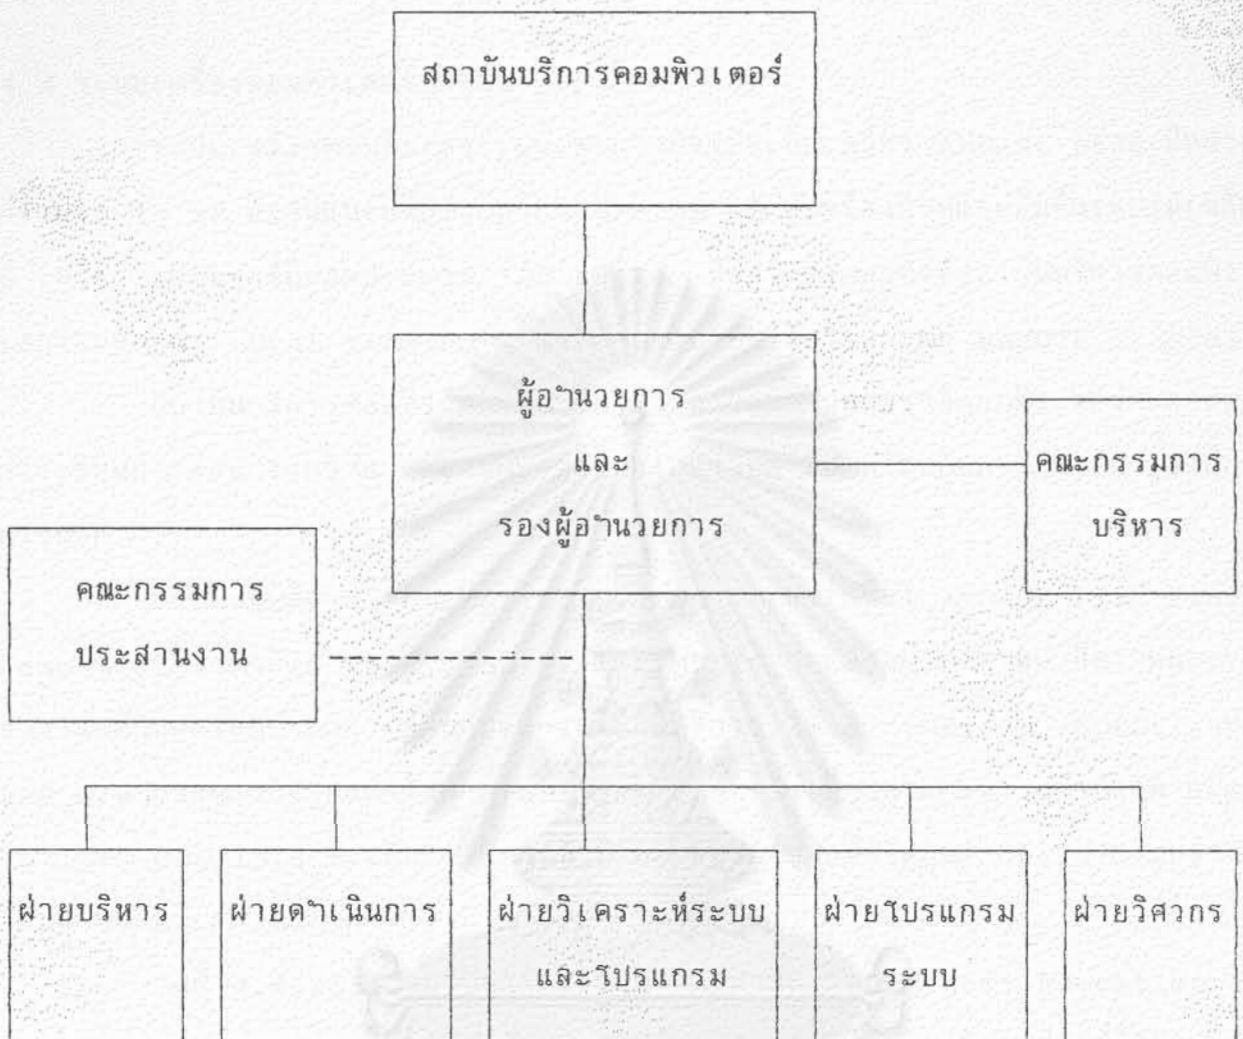 สถาบันบริการคอมพิวเตอร์
ผู้อำนวยการ
และ
รองผู้อำนวยการ
คณะกรรมการ
บริหาร
คณะกรรมการ
ประสานงาน
ฝ่ายบริหาร
ฝ่ายดำเนินการ
ฝ่ายวิเคราะห์ระบบ
และโปรแกรม
ฝ่ายโปรแกรม
ระบบ
ฝ่ายวิศวกร